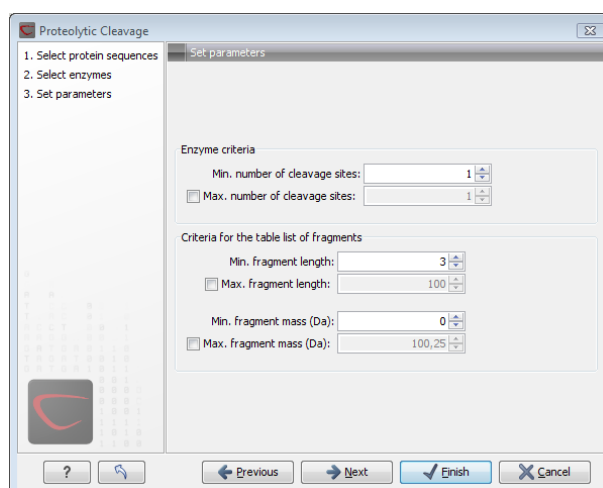 Proteolytic Cleavage
1. Select protein sequences
2. Select enzymes
3. Set parameters
Set parameters
Enzyme criteria
Min. number of cleavage sites: 1
Max. number of cleavage sites: 1
Criteria for the table list of fragments
Min. fragment length: 3
Max. fragment length: 100
Min. fragment mass (Da): 0
Max. fragment mass (Da): 100,25
? Previous Next Finish Cancel